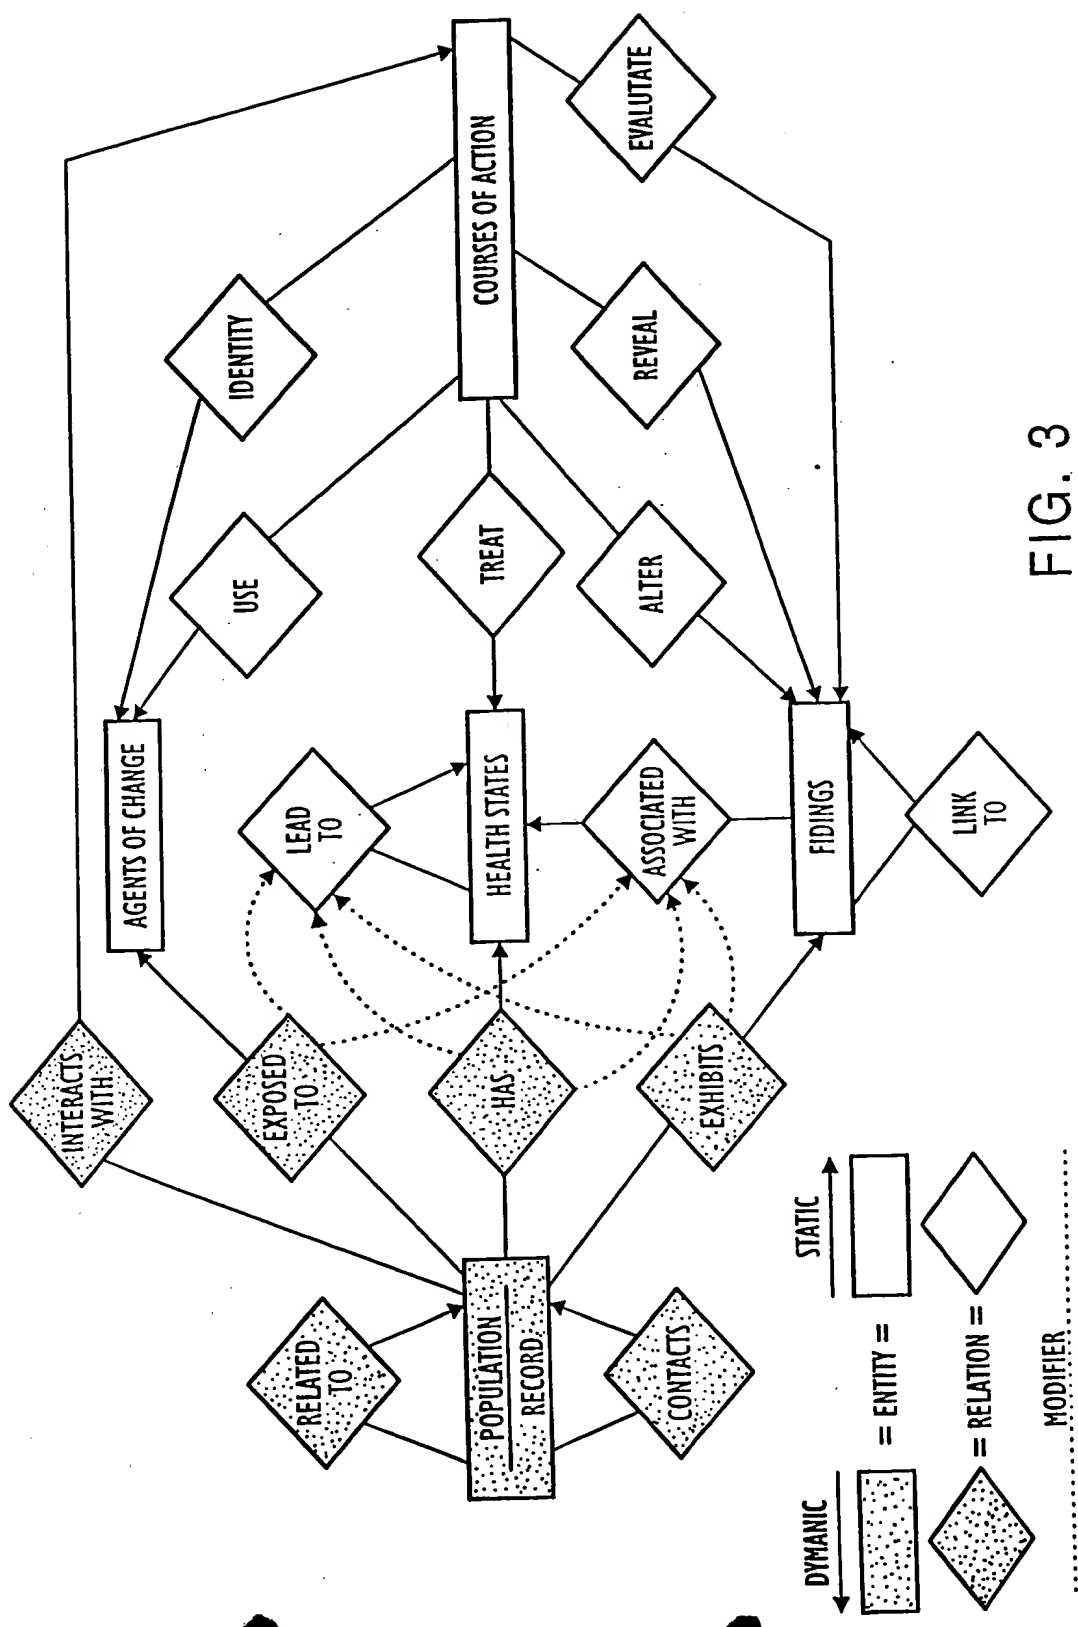 INTERACTS
WITH
RELATED
TO
EXPOSED
TO
AGENTS OF CHANGE
USE
IDENTITY
LEAD
TO
POPULATION
RECORD
HAS
HEALTH STATES
TREAT
COURSES OF ACTION
CONTACTS
EXHIBITS
ASSOCIATED
WITH
ALTER
REVEAL
EVALUTATE
FIDINGS
LINK
TO
DYMANIC
STATIC
= ENTITY =
= RELATION =
MODIFIER
FIG. 3